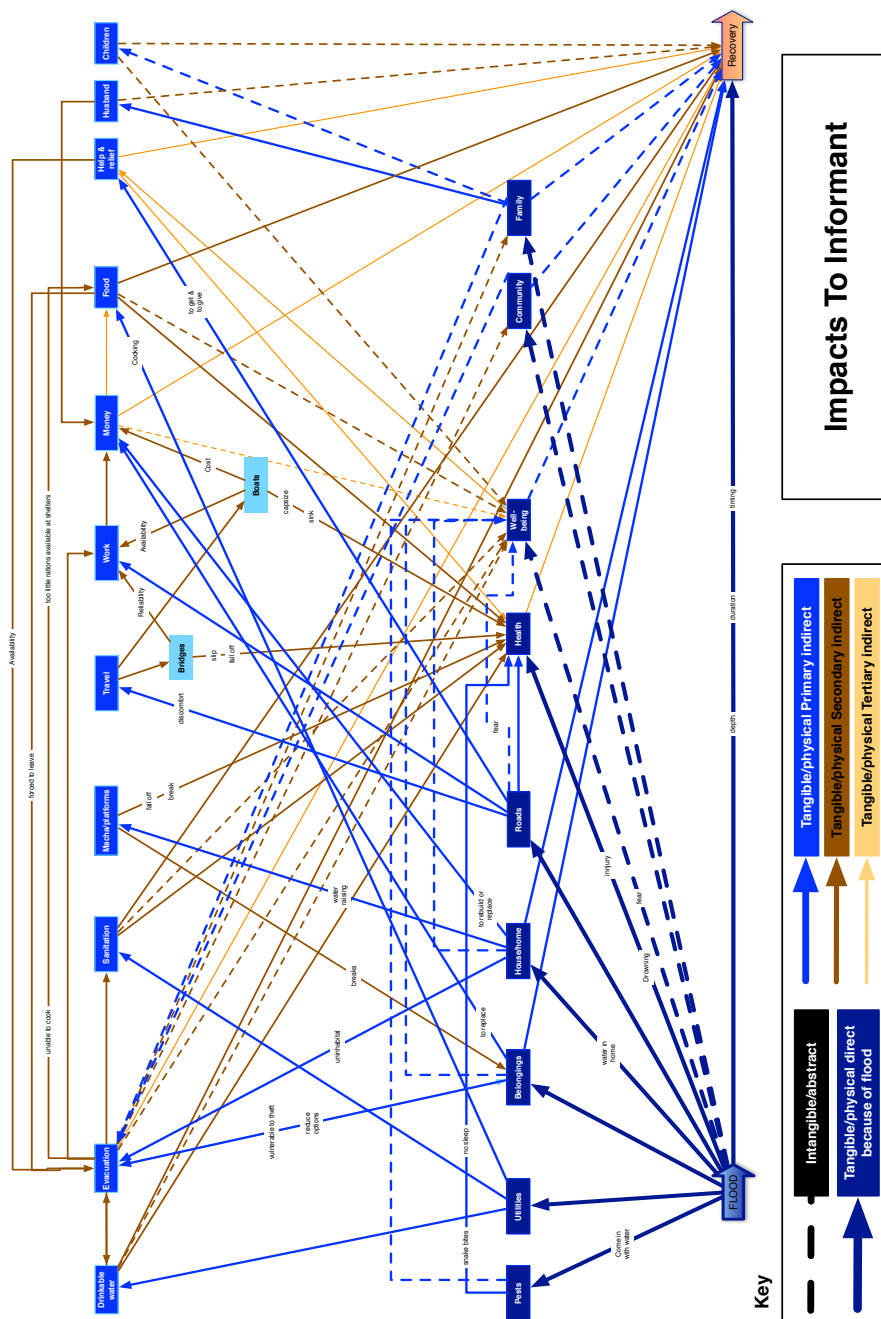 Availability
forced to leave
unable to cook
too little rations available at shelters
Drinkable
water
Evacuation
Sanitation
Macha/platforms
Travel
Work
Money
Food
Help &
relief
Husband
Children
Cooking
Reliability
Availability
fall off
break
discomfort
Bridges
to get &
to give
Cost
slip
fall off
Boats
vulnerable to theft
capsize
reduce
options
sink
uninhabital
water
raising
breaks
snake bites
no sleep
to replace
to rebuild or
replace
fear
Pests
Utilities
Belongings
House/home
Roads
Health
Well-
being
Community
Family
water in
home
inrjury
Come in
with water
Drowning
fear
FLOOD
depth
duration
timing
Recovery
Key
Intangible/abstract
Tangible/physical direct
because of flood
Tangible/physical Primary indirect
Tangible/physical Secondary indirect
Tangible/physical Tertiary indirect
Impacts To Informant